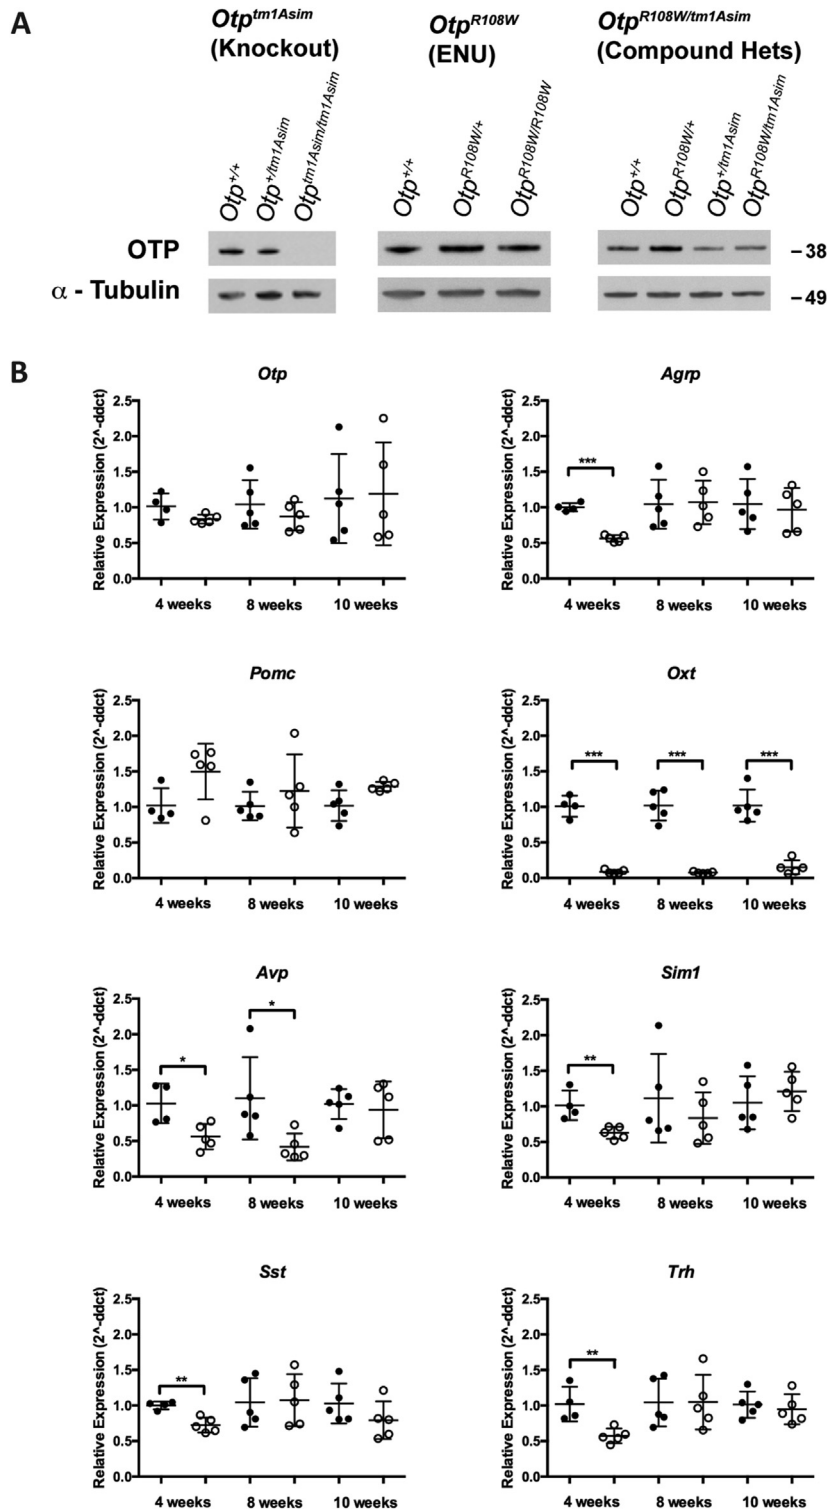 A
Otptm1Asim
(Knockout)
OtpR108W
(ENU)
OtpR108W/tm1Asim
(Compound Hets)
Otp+/+
Otp+/tm1Asim
Otptm1Asim/tm1Asim
Otp+/+
OtpR108W/+
OtpR108W/R108W
Otp+/+
OtpR108W/+
Otp+/tm1Asim
OtpR108W/tm1Asim
OTP
– 38
α - Tubulin
– 49
B
Otp
Relative Expression (2^-ddct)
2.5
2.0
1.5
1.0
0.5
0.0
4 weeks 8 weeks 10 weeks
Agrp
Relative Expression (2^-ddct)
2.5
2.0
1.5
1.0
0.5
0.0
***
4 weeks 8 weeks 10 weeks
Pomc
Relative Expression (2^-ddct)
2.5
2.0
1.5
1.0
0.5
0.0
4 weeks 8 weeks 10 weeks
Oxt
Relative Expression (2^-ddct)
2.5
2.0
1.5
1.0
0.5
0.0
*** *** ***
4 weeks 8 weeks 10 weeks
Avp
Relative Expression (2^-ddct)
2.5
2.0
1.5
1.0
0.5
0.0
* *
4 weeks 8 weeks 10 weeks
Sim1
Relative Expression (2^-ddct)
2.5
2.0
1.5
1.0
0.5
0.0
**
4 weeks 8 weeks 10 weeks
Sst
Relative Expression (2^-ddct)
2.5
2.0
1.5
1.0
0.5
0.0
**
4 weeks 8 weeks 10 weeks
Trh
Relative Expression (2^-ddct)
2.5
2.0
1.5
1.0
0.5
0.0
**
4 weeks 8 weeks 10 weeks